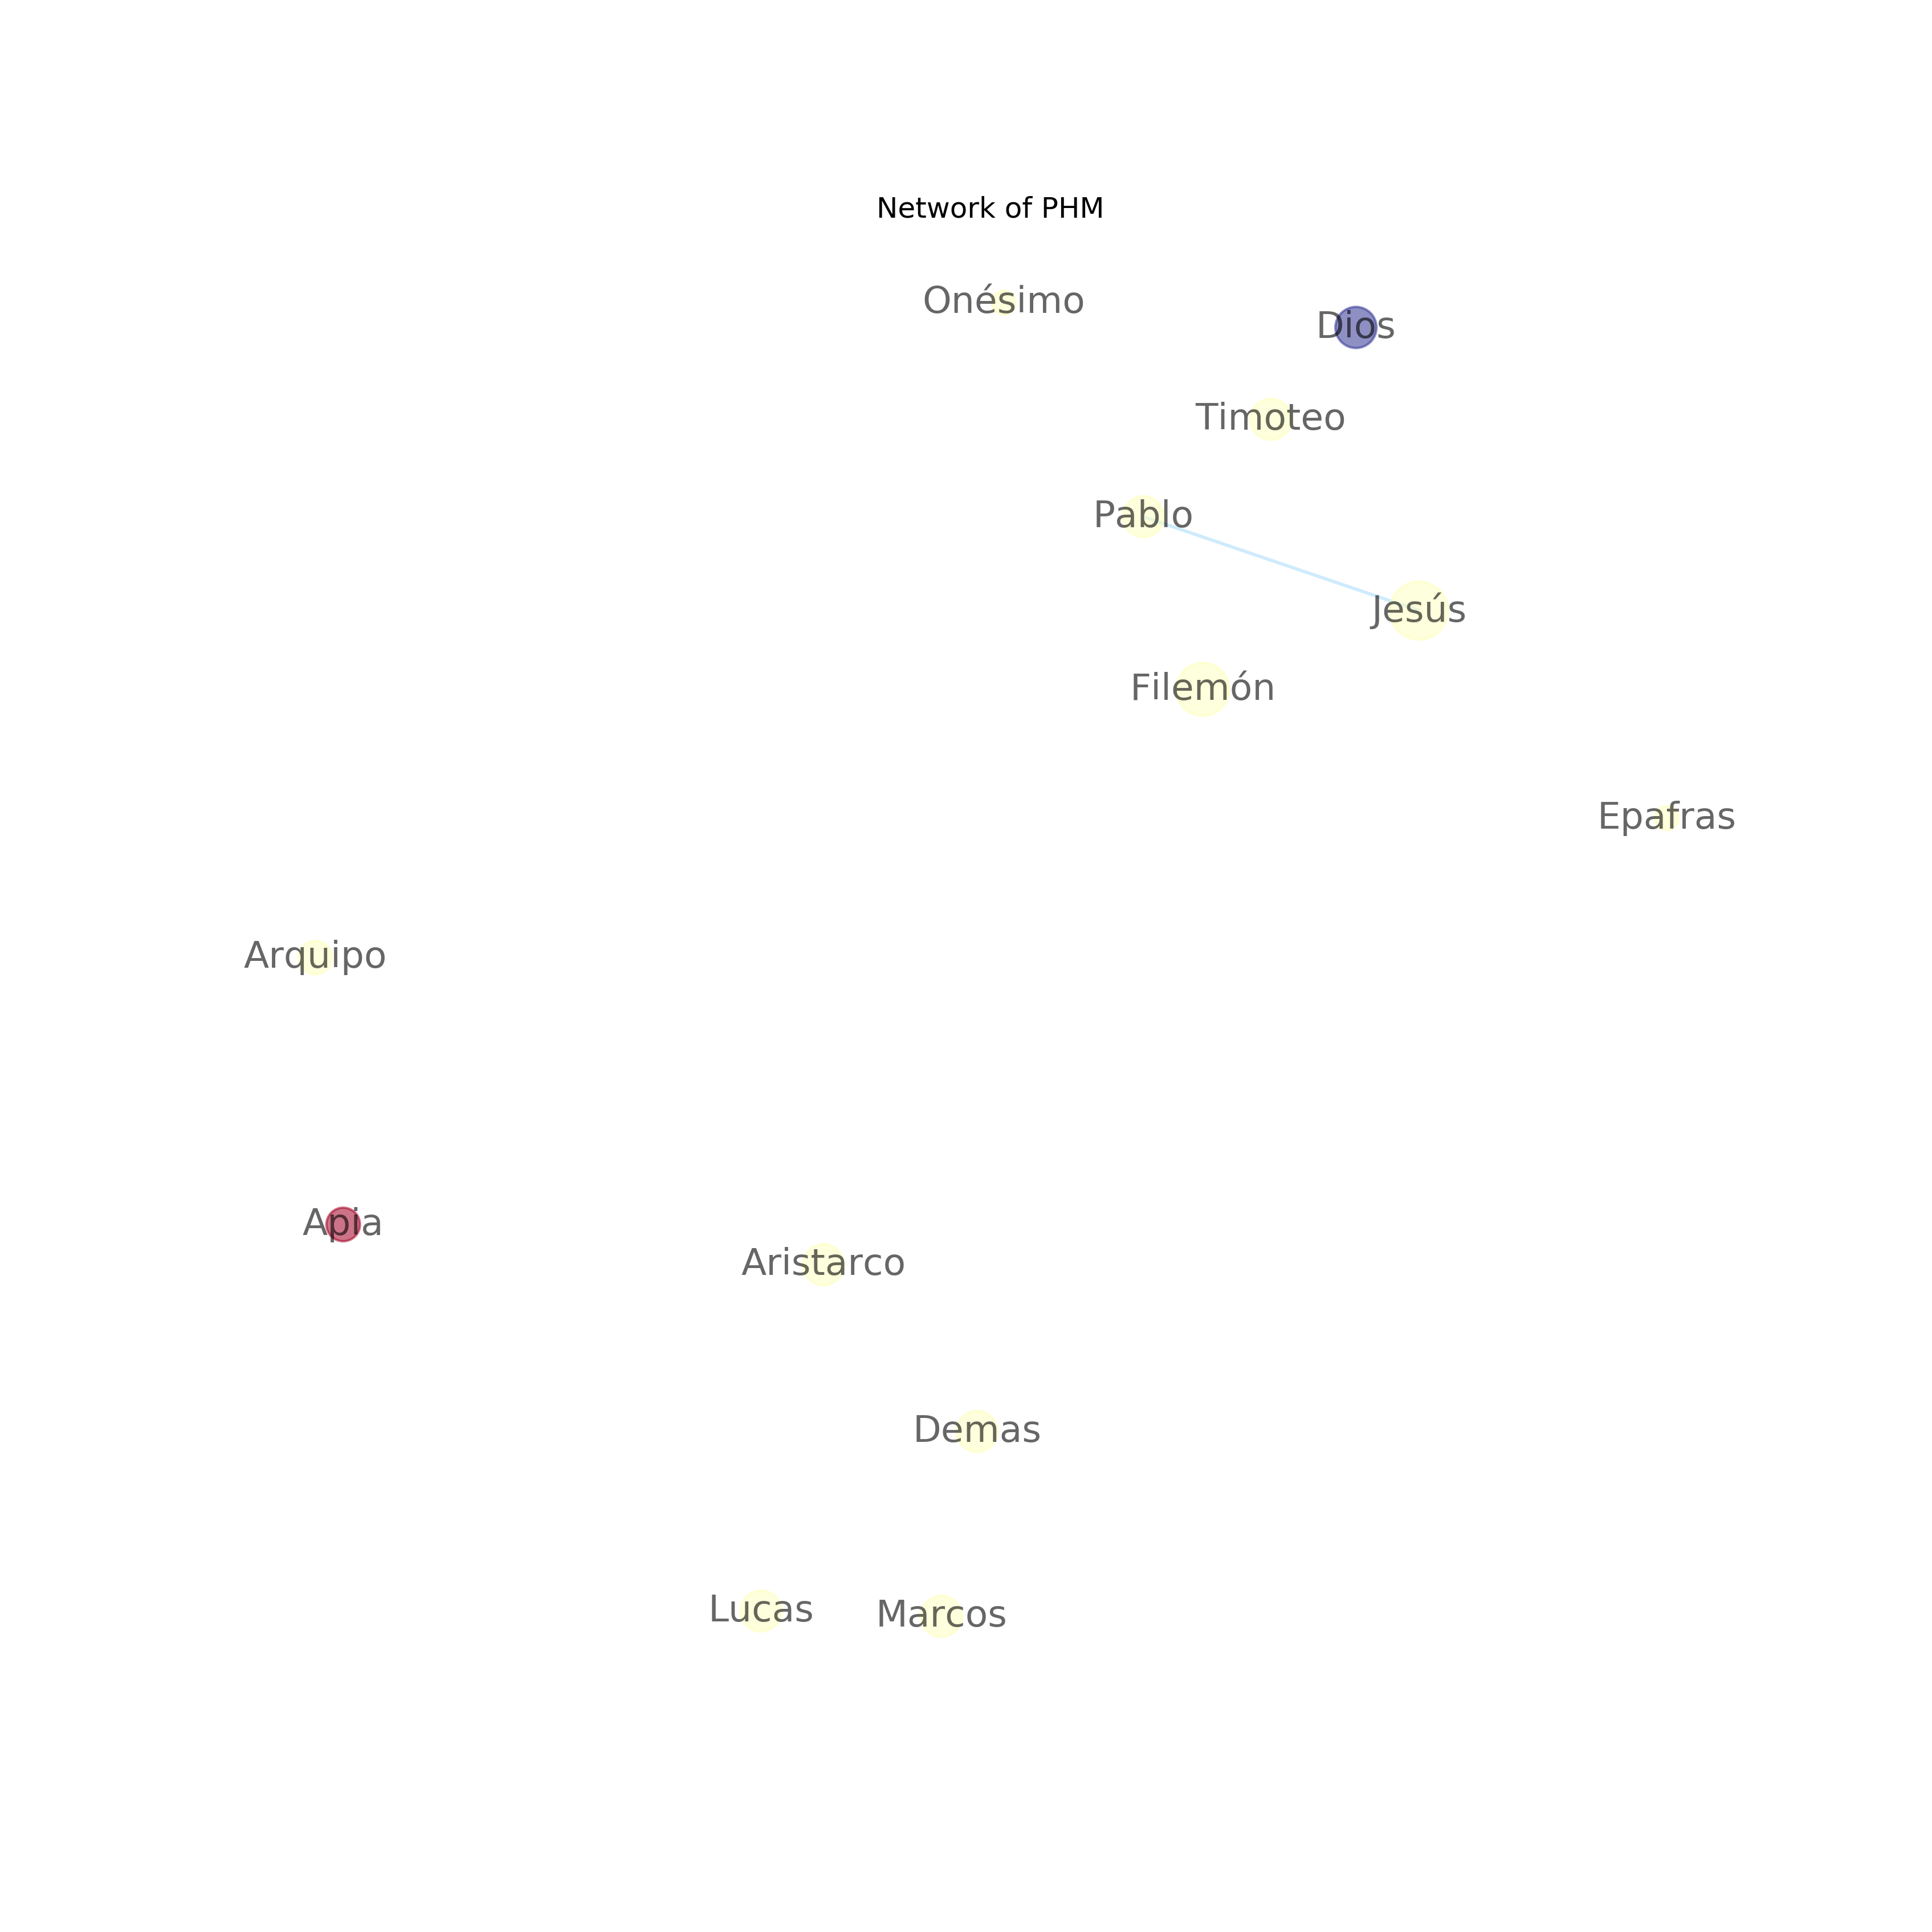 Network of PHM
Onésimo
Dios
Timoteo
Pablo
Jesús
Filemón
Epafras
Arquipo
Apia
Aristarco
Demas
Lucas
Marcos